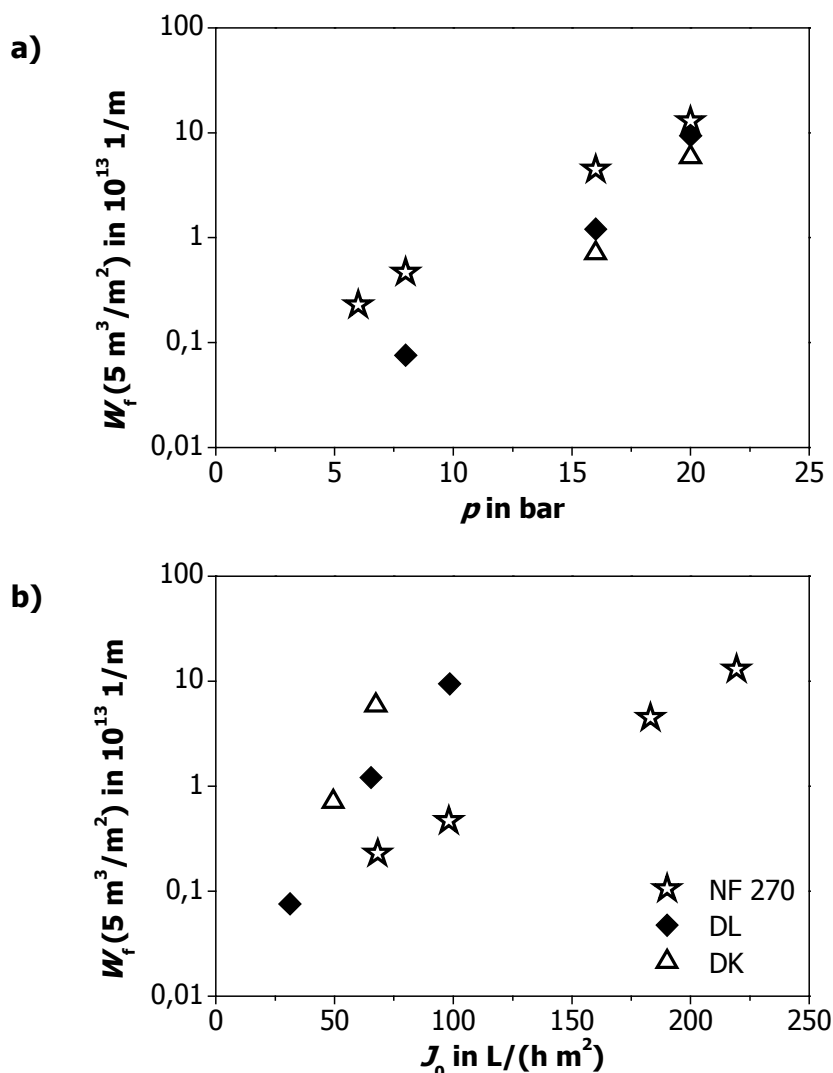 a)
W_f (5 m³/m²) in 10¹³ 1/m
100
10
1
0,1
0,01
0 5 10 15 20 25
p in bar
b)
W_f (5 m³/m²) in 10¹³ 1/m
100
10
1
0,1
0,01
NF 270
DL
DK
0 50 100 150 200 250
J₀ in L/(h m²)